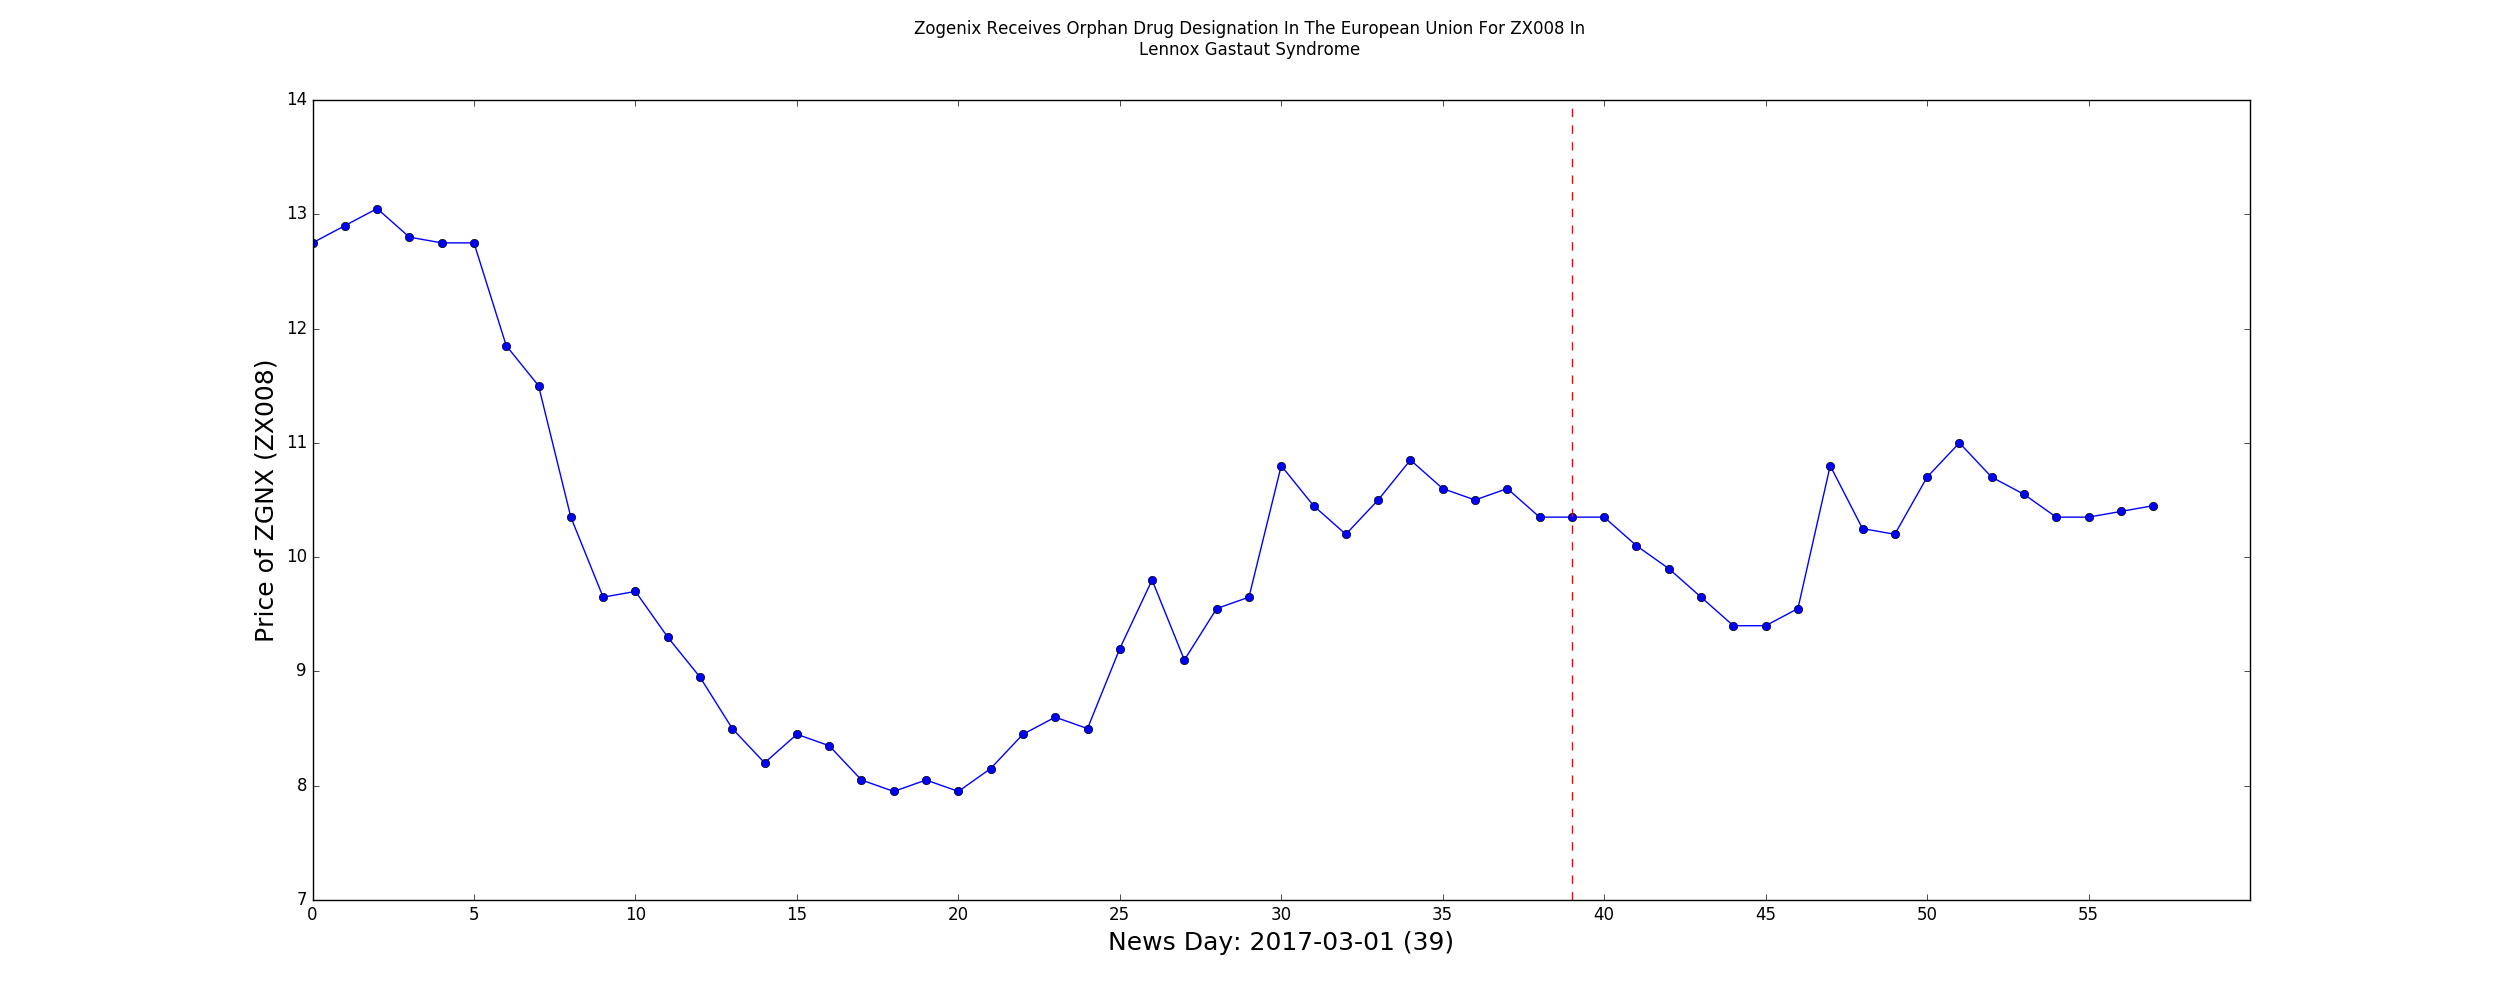 Zogenix Receives Orphan Drug Designation In The European Union For ZX008 In
Lennox Gastaut Syndrome
14
13
12
11
10
9
8
7
Price of ZGNX (ZX008)
0 5 10 15 20 25 30 35 40 45 50 55
News Day: 2017-03-01 (39)